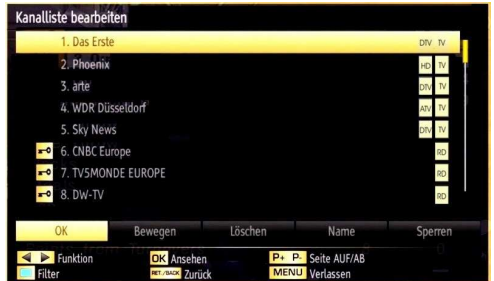 Kanalliste bearbeiten
1. Das Erste DTV TV
2. Phoenix HD TV
3. arte DTV TV
4. WDR Düsseldorf ATV TV
5. Sky News DTV TV
6. CNBC Europe RD
7. TV5MONDE EUROPE RD
8. DW-TV RD
OK Bewegen Löschen Name Sperren
Funktion OK Ansehen P+ P- Seite AUF/AB
Filter RET./BACK Zurück MENU Verlassen